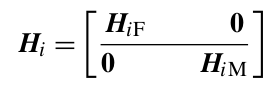 H_i = [ H_iF 0
0 H_iM ]